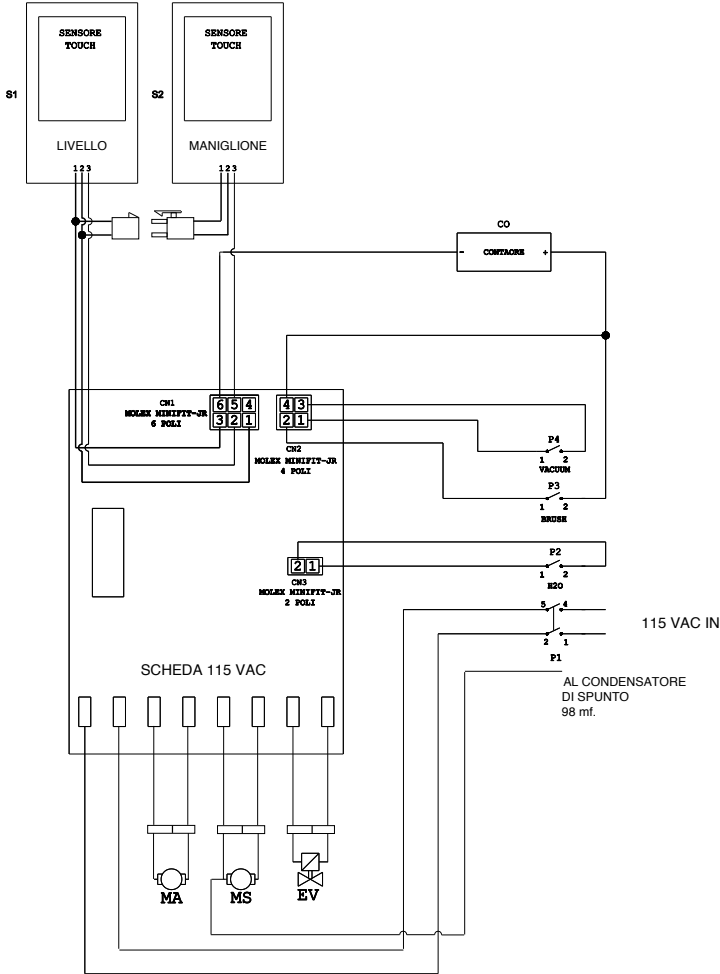 SENSORE
TOUCH
S1
LIVELLO
1 2 3
SENSORE
TOUCH
S2
MANIGLIONE
1 2 3
CO
- CONTAORE +
CN1
MOLEX MINIFIT-JR
6 POLI
6 5 4
3 2 1
4 3
2 1
CN2
MOLEX MINIFIT-JR
4 POLI
P4
1 2
VACUUM
P3
1 2
BRUSH
P2
1 2
H2O
2 1
CN3
MOLEX MINIFIT-JR
2 POLI
5 4
2 1
P1
115 VAC IN
SCHEDA 115 VAC
AL CONDENSATORE
DI SPUNTO
98 mf.
MA
MS
EV